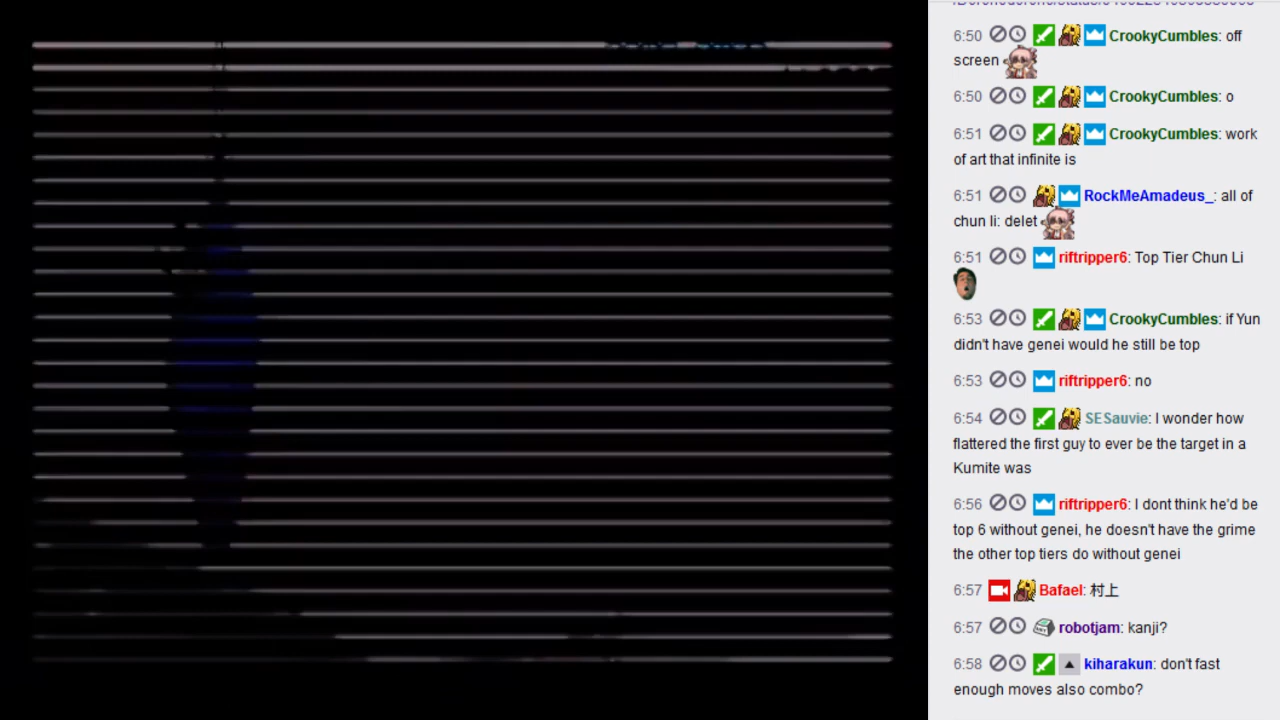 6:50 CrookyCumbles: off
screen
6:50 CrookyCumbles: o
6:51 CrookyCumbles: work
of art that infinite is
6:51 RockMeAmadeus_: all of
chun li: delet
6:51 riftripper6: Top Tier Chun Li
6:53 CrookyCumbles: if Yun
didn't have genei would he still be top
6:53 riftripper6: no
6:54 SESauvie: I wonder how
flattered the first guy to ever be the target in a
Kumite was
6:56 riftripper6: I dont think he'd be
top 6 without genei, he doesn't have the grime
the other top tiers do without genei
6:57 Bafael: 村上
6:57 robotjam: kanji?
6:58 kiharakun: don't fast
enough moves also combo?